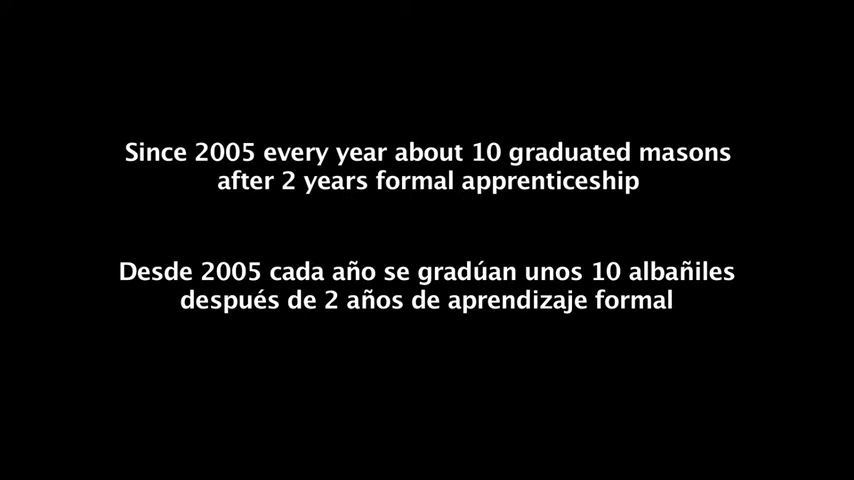 Since 2005 every year about 10 graduated masons
after 2 years formal apprenticeship
Desde 2005 cada año se gradúan unos 10 albañiles
después de 2 años de aprendizaje formal